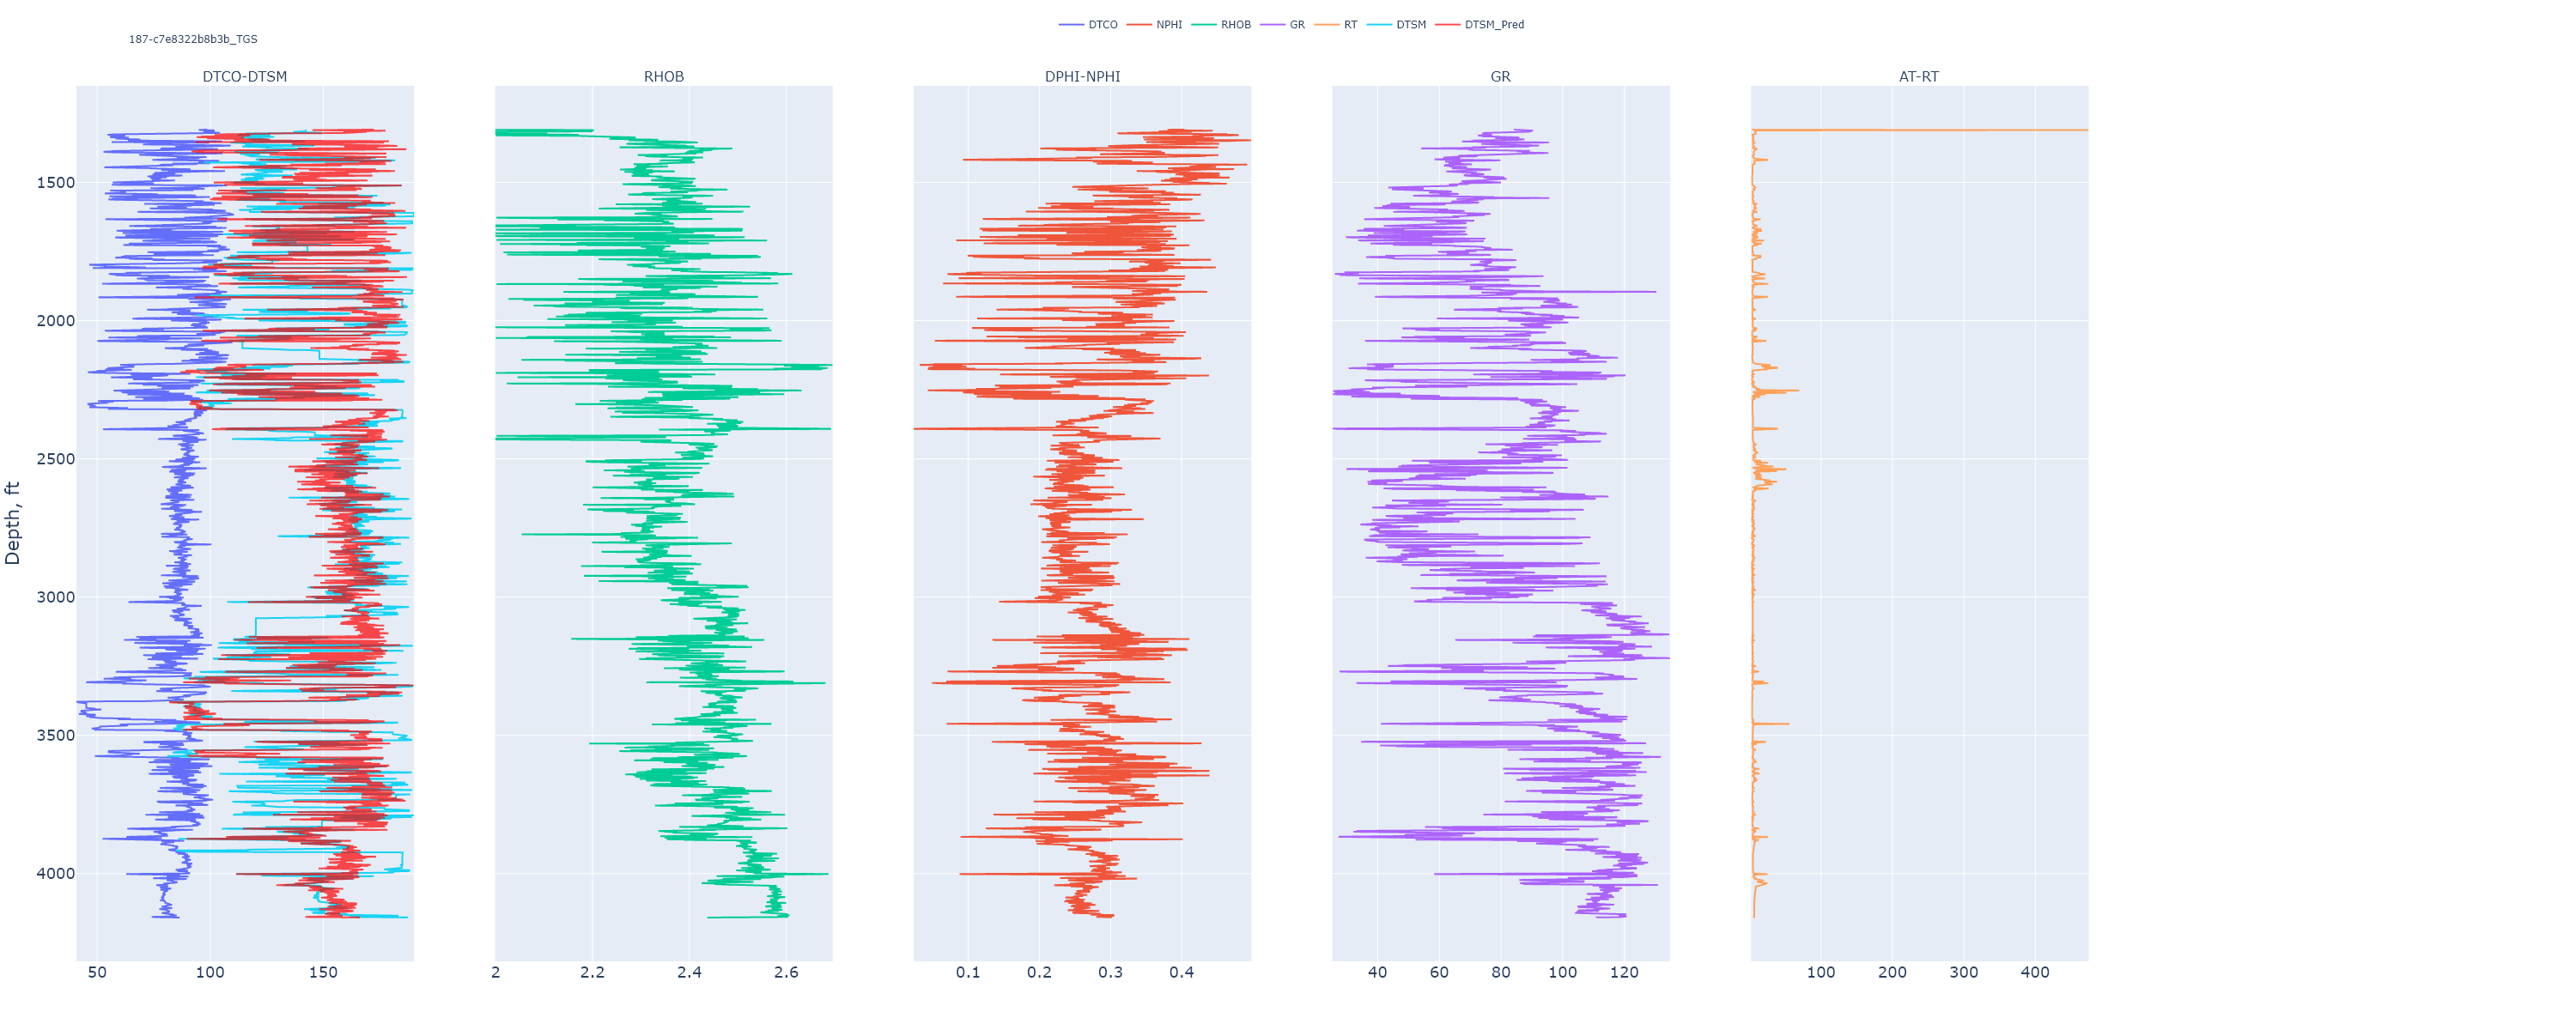 DTCO NPHI RHOB GR RT DTSM DTSM_Pred
187-c7e8322b8b3b_TGS
DTCO-DTSM RHOB DPHI-NPHI GR AT-RT
1500
2000
2500
3000
3500
4000
Depth, ft
50 100 150 2 2.2 2.4 2.6 0.1 0.2 0.3 0.4 40 60 80 100 120 100 200 300 400